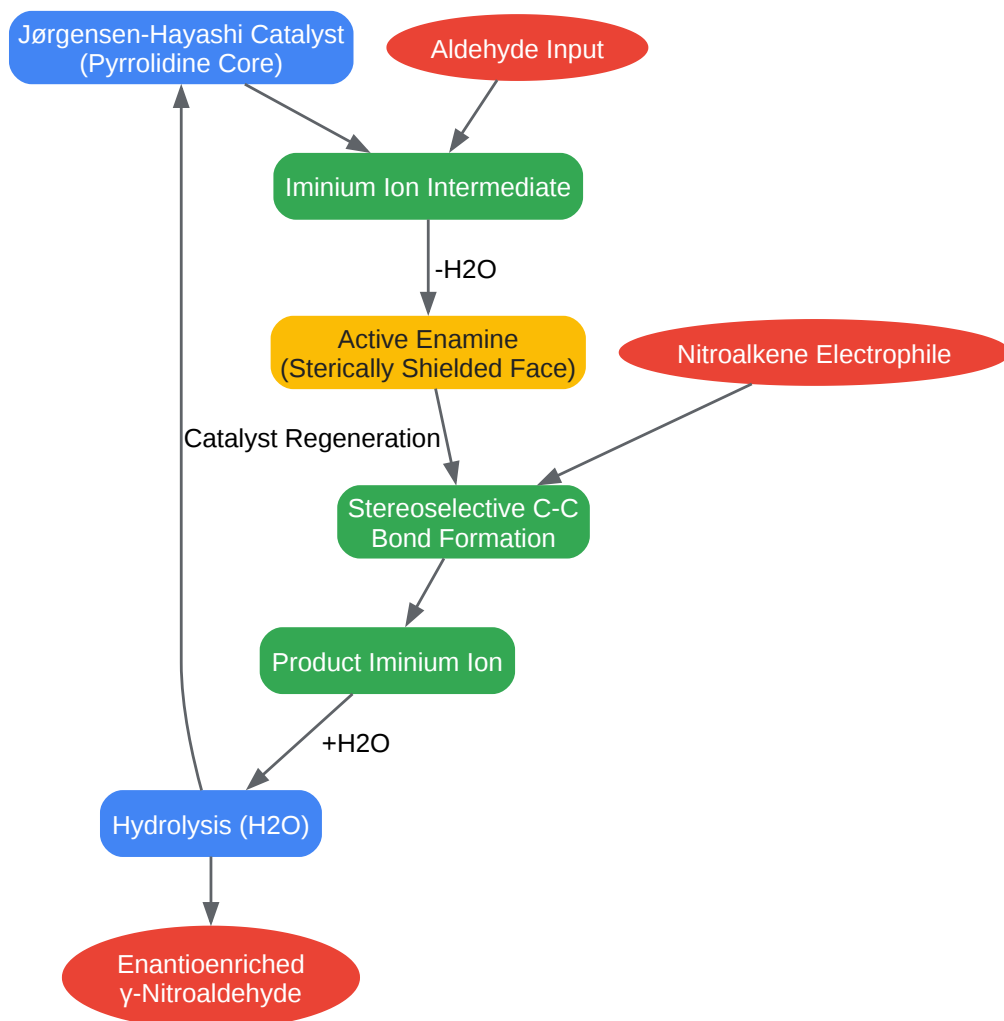 Jørgensen-Hayashi Catalyst
(Pyrrolidine Core)
Aldehyde Input
Iminium Ion Intermediate
-H2O
Active Enamine
(Sterically Shielded Face)
Nitroalkene Electrophile
Catalyst Regeneration
Stereoselective C-C
Bond Formation
Product Iminium Ion
+H2O
Hydrolysis (H2O)
Enantioenriched
γ-Nitroaldehyde